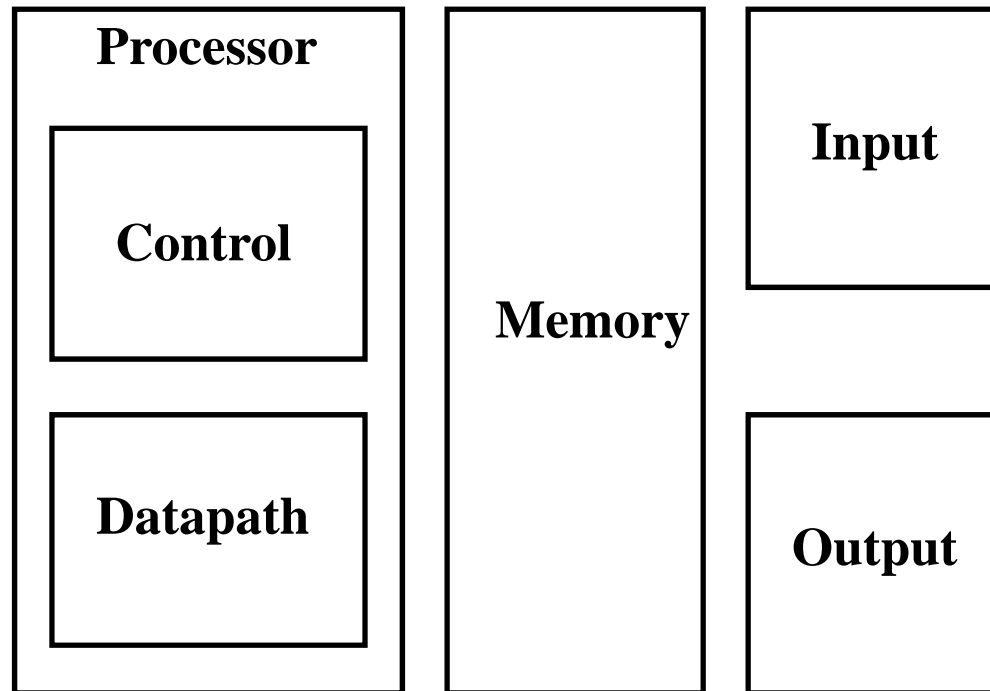 Processor
Control
Datapath
Memory
Input
Output